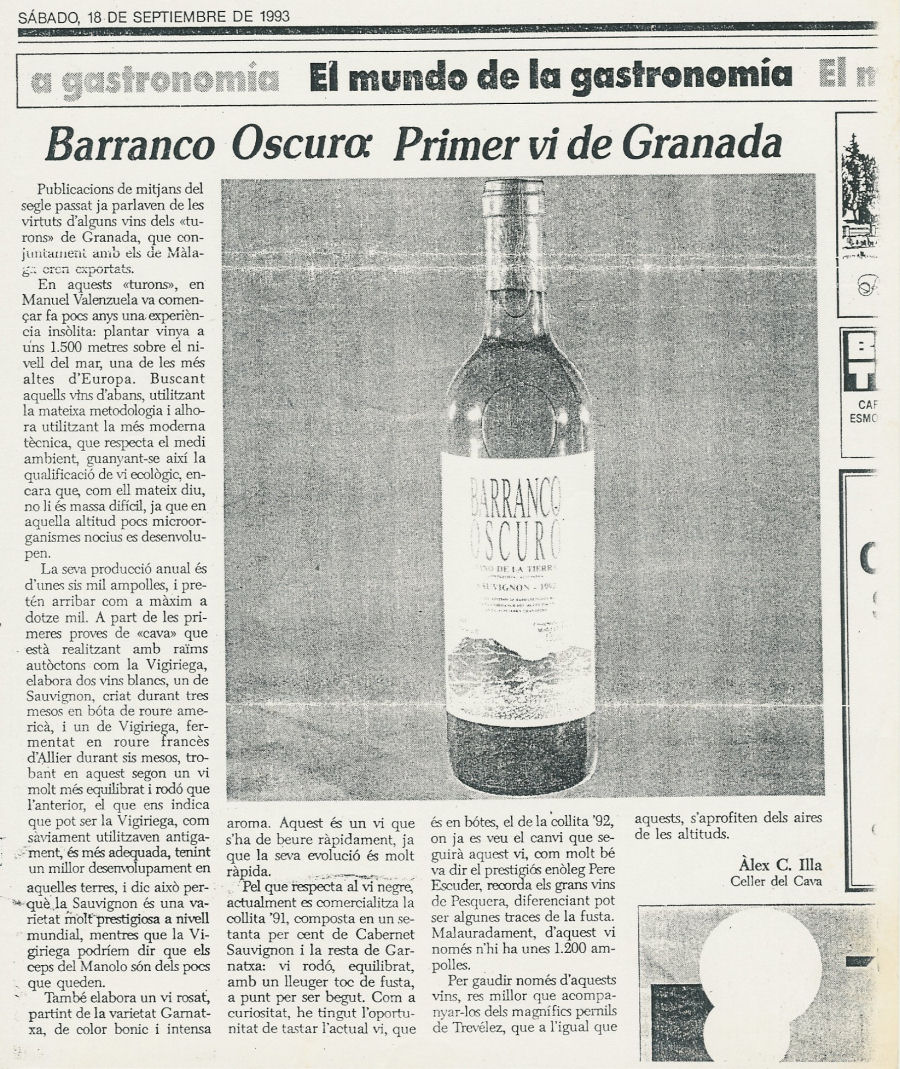 SÁBADO, 18 DE SEPTIEMBRE DE 1993
a gastronomía El mundo de la gastronomía El m
Barranco Oscuro: Primer vi de Granada
Publicacions de mitjans del
segle passat ja parlaven de les
virtuts d'alguns vins dels «tu-
rons» de Granada, que con-
juntament amb els de Màla-
ga eren exportats.
En aquests «turons», en
Manuel Valenzuela va comen-
çar fa pocs anys una experièn-
cia insòlita: plantar vinya a
uns 1.500 metres sobre el ni-
vell del mar, una de les més
altes d'Europa. Buscant
aquells vins d'abans, utilitzant
la mateixa metodologia i alho-
ra utilitzant la més moderna
tècnica, que respecta el medi
ambient, guanyant-se així la
qualificació de vi ecològic, en-
cara que, com ell mateix diu,
no li és massa difícil, ja que en
aquella altitud pocs microor-
ganismes nocius es desenvolu-
pen.
La seva producció anual és
d'unes sis mil ampolles, i pre-
tén arribar com a màxim a
dotze mil. A part de les pri-
meres proves de «cava» que
està realitzant amb raïms
autòctons com la Vigiriega,
elabora dos vins blancs, un de
Sauvignon, criat durant tres
mesos en bóta de roure ame-
ricà, i un de Vigiriega, fer-
mentat en roure francès
d'Allier durant sis mesos, tro-
bant en aquest segon un vi
molt més equilibrat i rodó que
l'anterior, el que ens indica
que pot ser la Vigiriega, com
sàviament utilitzaven antiga-
ment, és més adequada, tenint
un millor desenvolupament en
aquelles terres, i dic això per-
què la Sauvignon és una va-
rietat molt prestigiosa a nivell
mundial, mentres que la Vi-
giriega podríem dir que els
ceps del Manolo són dels pocs
que queden.
També elabora un vi rosat,
partint de la varietat Garnat-
xa, de color bonic i intensa
aroma. Aquest és un vi que
s'ha de beure ràpidament, ja
que la seva evolució és molt
ràpida.
Pel que respecta al vi negre,
actualment es comercialitza la
collita '91, composta en un se-
tanta per cent de Cabernet
Sauvignon i la resta de Gar-
natxa: vi rodó, equilibrat,
amb un lleuger toc de fusta,
a punt per ser begut. Com a
curiositat, he tingut l'oportu-
nitat de tastar l'actual vi, que
és en bótes, el de la collita '92,
on ja es veu el canvi que se-
guirà aquest vi, com molt bé
va dir el prestigiós enòleg Pere
Escuder, recorda els grans vins
de Pesquera, diferenciant pot
ser algunes traces de la fusta.
Malauradament, d'aquest vi
només n'hi ha unes 1.200 am-
polles.
Per gaudir només d'aquests
vins, res millor que acompa-
nyar-los dels magnífics pernils
de Trevélez, que a l'igual que
aquests, s'aprofiten dels aires
de les altituds.
Àlex C. Illa
Celler del Cava
BARRANCO
OSCURO
VINO DE LA TIERRA
SAUVIGNON - 1992
B
T
CAF
ESMO